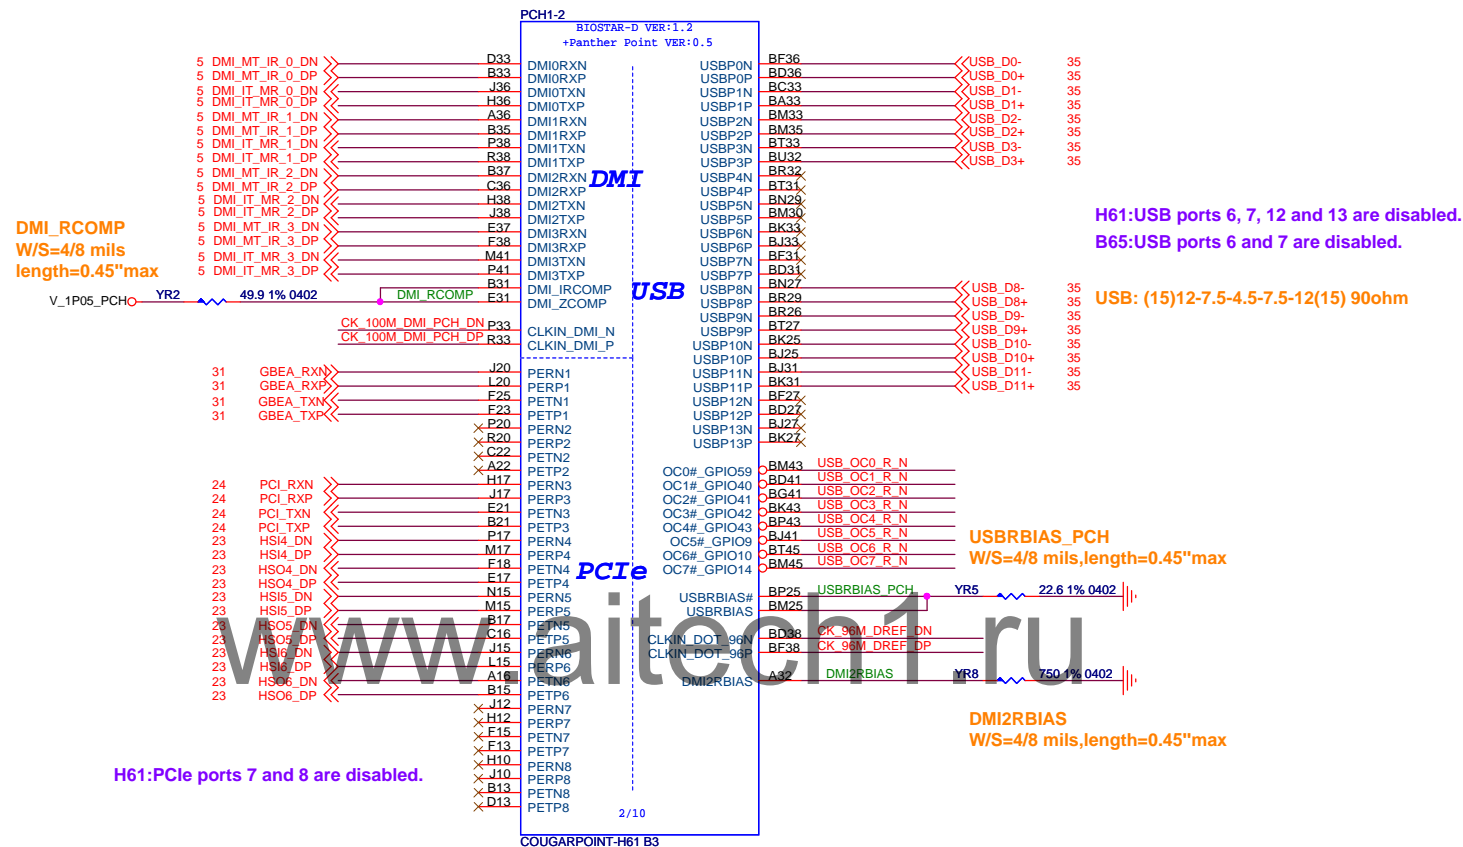 PCH1-2
BIOSTAR-D VER:1.2
+Panther Point VER:0.5
5 DMI_MT_IR_0_DN D33 DMI0RXN
5 DMI_MT_IR_0_DP B33 DMI0RXP
5 DMI_IT_MR_0_DN J36 DMI0TXN
5 DMI_IT_MR_0_DP H36 DMI0TXP
5 DMI_MT_IR_1_DN A36 DMI1RXN
5 DMI_MT_IR_1_DP B35 DMI1RXP
5 DMI_IT_MR_1_DN P38 DMI1TXN
5 DMI_IT_MR_1_DP R38 DMI1TXP
5 DMI_MT_IR_2_DN B37 DMI2RXN
5 DMI_MT_IR_2_DP C36 DMI2RXP
5 DMI_IT_MR_2_DN H38 DMI2TXN
5 DMI_IT_MR_2_DP J38 DMI2TXP
5 DMI_MT_IR_3_DN E37 DMI3RXN
5 DMI_MT_IR_3_DP F38 DMI3RXP
5 DMI_IT_MR_3_DN M41 DMI3TXN
5 DMI_IT_MR_3_DP P41 DMI3TXP
B31 DMI_IRCOMP
V_1P05_PCH YR2 49.9 1% 0402 DMI_RCOMP E31 DMI_ZCOMP
DMI_RCOMP
W/S=4/8 mils
length=0.45"max
CK_100M_DMI_PCH_DN P33 CLKIN_DMI_N
CK_100M_DMI_PCH_DP R33 CLKIN_DMI_P
DMI
USB
PCIe
31 GBEA_RXN J20 PERN1
31 GBEA_RXP L20 PERP1
31 GBEA_TXN F25 PETN1
31 GBEA_TXP F23 PETP1
P20 PERN2
R20 PERP2
C22 PETN2
A22 PETP2
24 PCI_RXN H17 PERN3
24 PCI_RXP J17 PERP3
24 PCI_TXN E21 PETN3
24 PCI_TXP B21 PETP3
23 HSI4_DN P17 PERN4
23 HSI4_DP M17 PERP4
23 HSO4_DN F18 PETN4
23 HSO4_DP E17 PETP4
23 HSI5_DN N15 PERN5
23 HSI5_DP M15 PERP5
23 HSO5_DN B17 PETN5
23 HSO5_DP C16 PETP5
23 HSI6_DN J15 PERN6
23 HSI6_DP L15 PERP6
23 HSO6_DN A16 PETN6
23 HSO6_DP B15 PETP6
J12 PERN7
H12 PERP7
F15 PETN7
F13 PETP7
H10 PERN8
J10 PERP8
B13 PETN8
D13 PETP8
H61:PCIe ports 7 and 8 are disabled.
USBP0N BF36 USB_D0- 35
USBP0P BD36 USB_D0+ 35
USBP1N BC33 USB_D1- 35
USBP1P BA33 USB_D1+ 35
USBP2N BM33 USB_D2- 35
USBP2P BM35 USB_D2+ 35
USBP3N BT33 USB_D3- 35
USBP3P BU32 USB_D3+ 35
USBP4N BR32
USBP4P BT31
USBP5N BN29
USBP5P BM30
USBP6N BK33
USBP6P BJ33
USBP7N BF31
USBP7P BD31
USBP8N BN27 USB_D8- 35
USBP8P BR29 USB_D8+ 35
USBP9N BR26 USB_D9- 35
USBP9P BT27 USB_D9+ 35
USBP10N BK25 USB_D10- 35
USBP10P BJ25 USB_D10+ 35
USBP11N BJ31 USB_D11- 35
USBP11P BK31 USB_D11+ 35
USBP12N BF27
USBP12P BD27
USBP13N BJ27
USBP13P BK27
H61:USB ports 6, 7, 12 and 13 are disabled.
B65:USB ports 6 and 7 are disabled.
USB: (15)12-7.5-4.5-7.5-12(15) 90ohm
OC0#_GPIO59 BM43 USB_OC0_R_N
OC1#_GPIO40 BD41 USB_OC1_R_N
OC2#_GPIO41 BG41 USB_OC2_R_N
OC3#_GPIO42 BK43 USB_OC3_R_N
OC4#_GPIO43 BP43 USB_OC4_R_N
OC5#_GPIO9 BJ41 USB_OC5_R_N
OC6#_GPIO10 BT45 USB_OC6_R_N
OC7#_GPIO14 BM45 USB_OC7_R_N
USBRBIAS_PCH
W/S=4/8 mils,length=0.45"max
USBRBIAS# BP25 USBRBIAS_PCH YR5 22.6 1% 0402
USBRBIAS BM25
CLKIN_DOT_96N BD38 CK_96M_DREF_DN
CLKIN_DOT_96P BF38 CK_96M_DREF_DP
DMI2RBIAS A32 DMI2RBIAS YR8 750 1% 0402
DMI2RBIAS
W/S=4/8 mils,length=0.45"max
www.aitech1.ru
2/10
COUGARPOINT-H61 B3